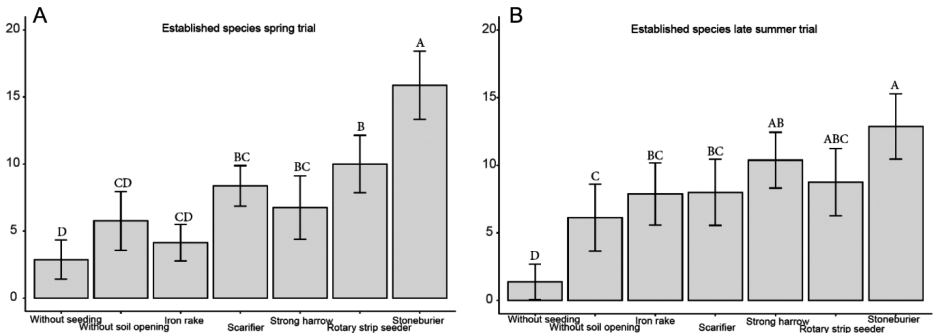 A
Established species spring trial
20
15
10
5
0
D
CD
CD
BC
BC
B
A
Without seeding
Without soil opening
Iron rake
Scarifier
Strong harrow
Rotary strip seeder
Stoneburier
B
Established species late summer trial
20
15
10
5
0
D
C
BC
BC
AB
ABC
A
Without seeding
Without soil opening
Iron rake
Scarifier
Strong harrow
Rotary strip seeder
Stoneburier